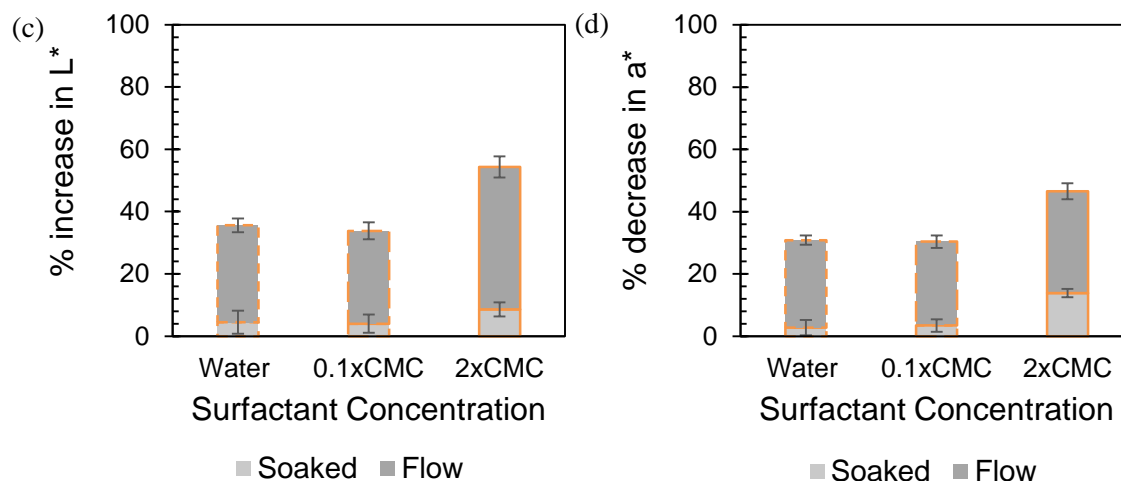 (c)
% increase in L*
100
80
60
40
20
0
Water 0.1xCMC 2xCMC
Surfactant Concentration
Soaked Flow
(d)
% decrease in a*
100
80
60
40
20
0
Water 0.1xCMC 2xCMC
Surfactant Concentration
Soaked Flow